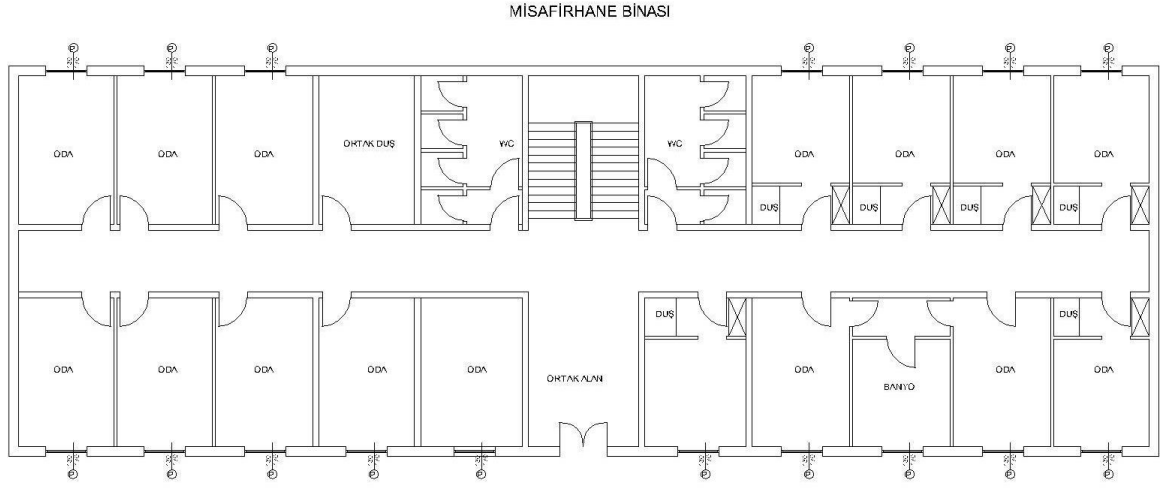 MİSAFİRHANE BİNASI
P P P P P P P
ODA ODA ODA ORTAK DUŞ WC WC ODA ODA ODA ODA
DUŞ DUŞ DUŞ DUŞ
DUŞ DUŞ
ODA ODA ODA ODA ODA ORTAK ALAN ODA BANYO ODA ODA
P P P P P P P P P